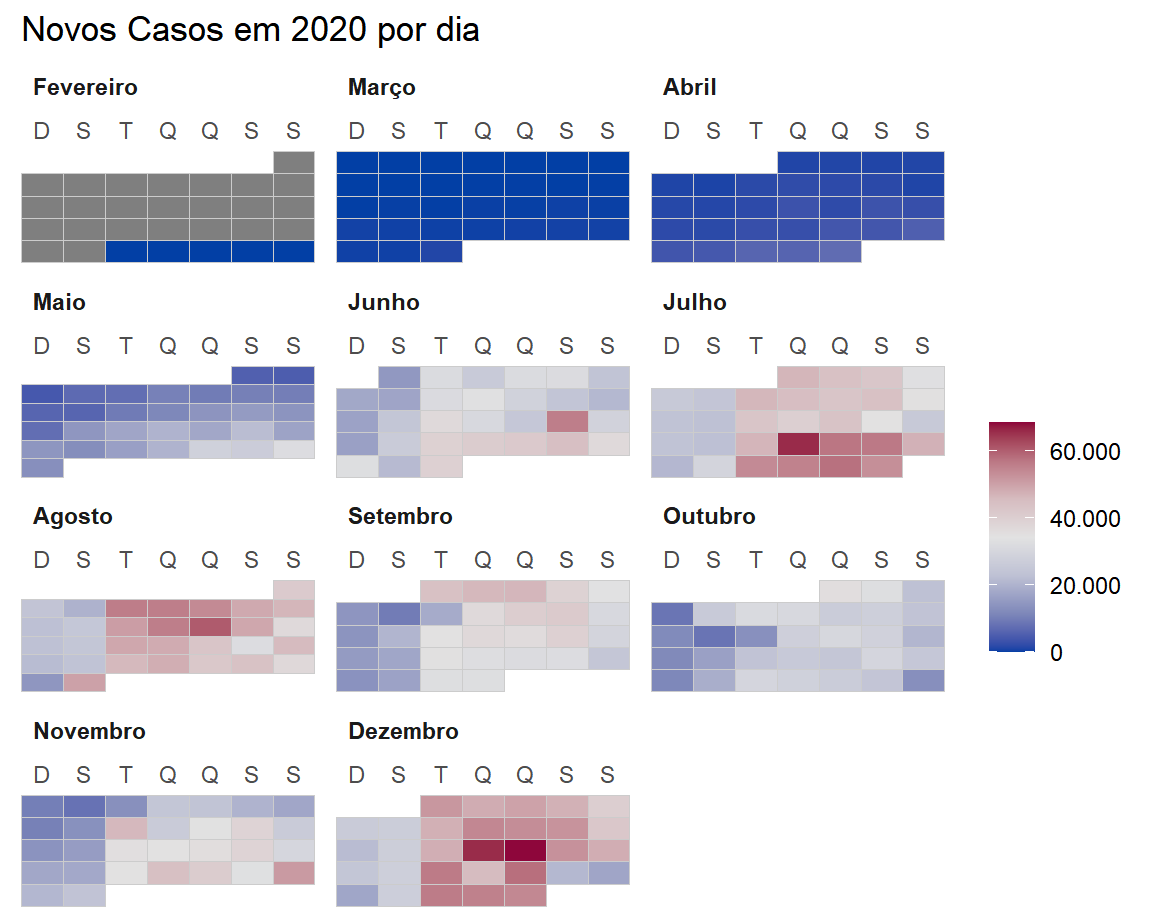 Novos Casos em 2020 por dia
Fevereiro
D S T Q Q S S
Março
D S T Q Q S S
Abril
D S T Q Q S S
Maio
D S T Q Q S S
Junho
D S T Q Q S S
Julho
D S T Q Q S S
Agosto
D S T Q Q S S
Setembro
D S T Q Q S S
Outubro
D S T Q Q S S
Novembro
D S T Q Q S S
Dezembro
D S T Q Q S S
60.000
40.000
20.000
0